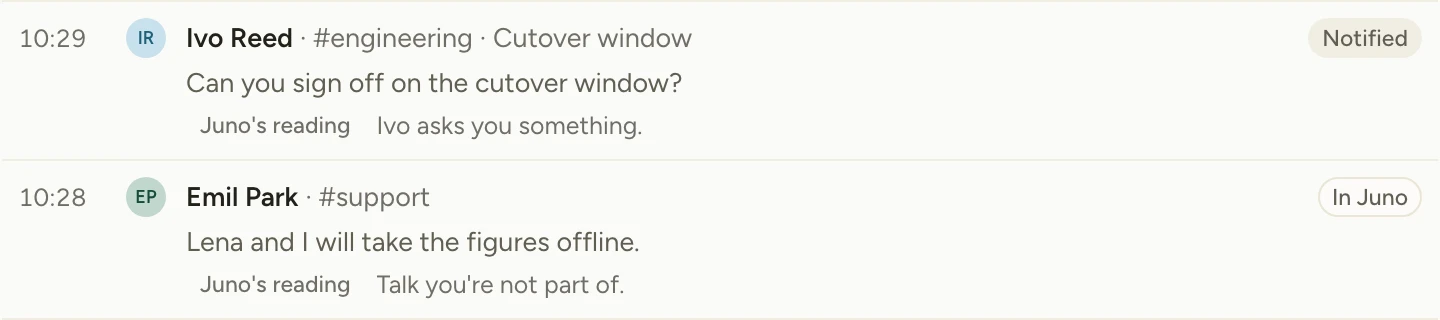 10:29 IR Ivo Reed · #engineering · Cutover window Notified
Can you sign off on the cutover window?
Juno's reading Ivo asks you something.
10:28 EP Emil Park · #support In Juno
Lena and I will take the figures offline.
Juno's reading Talk you're not part of.